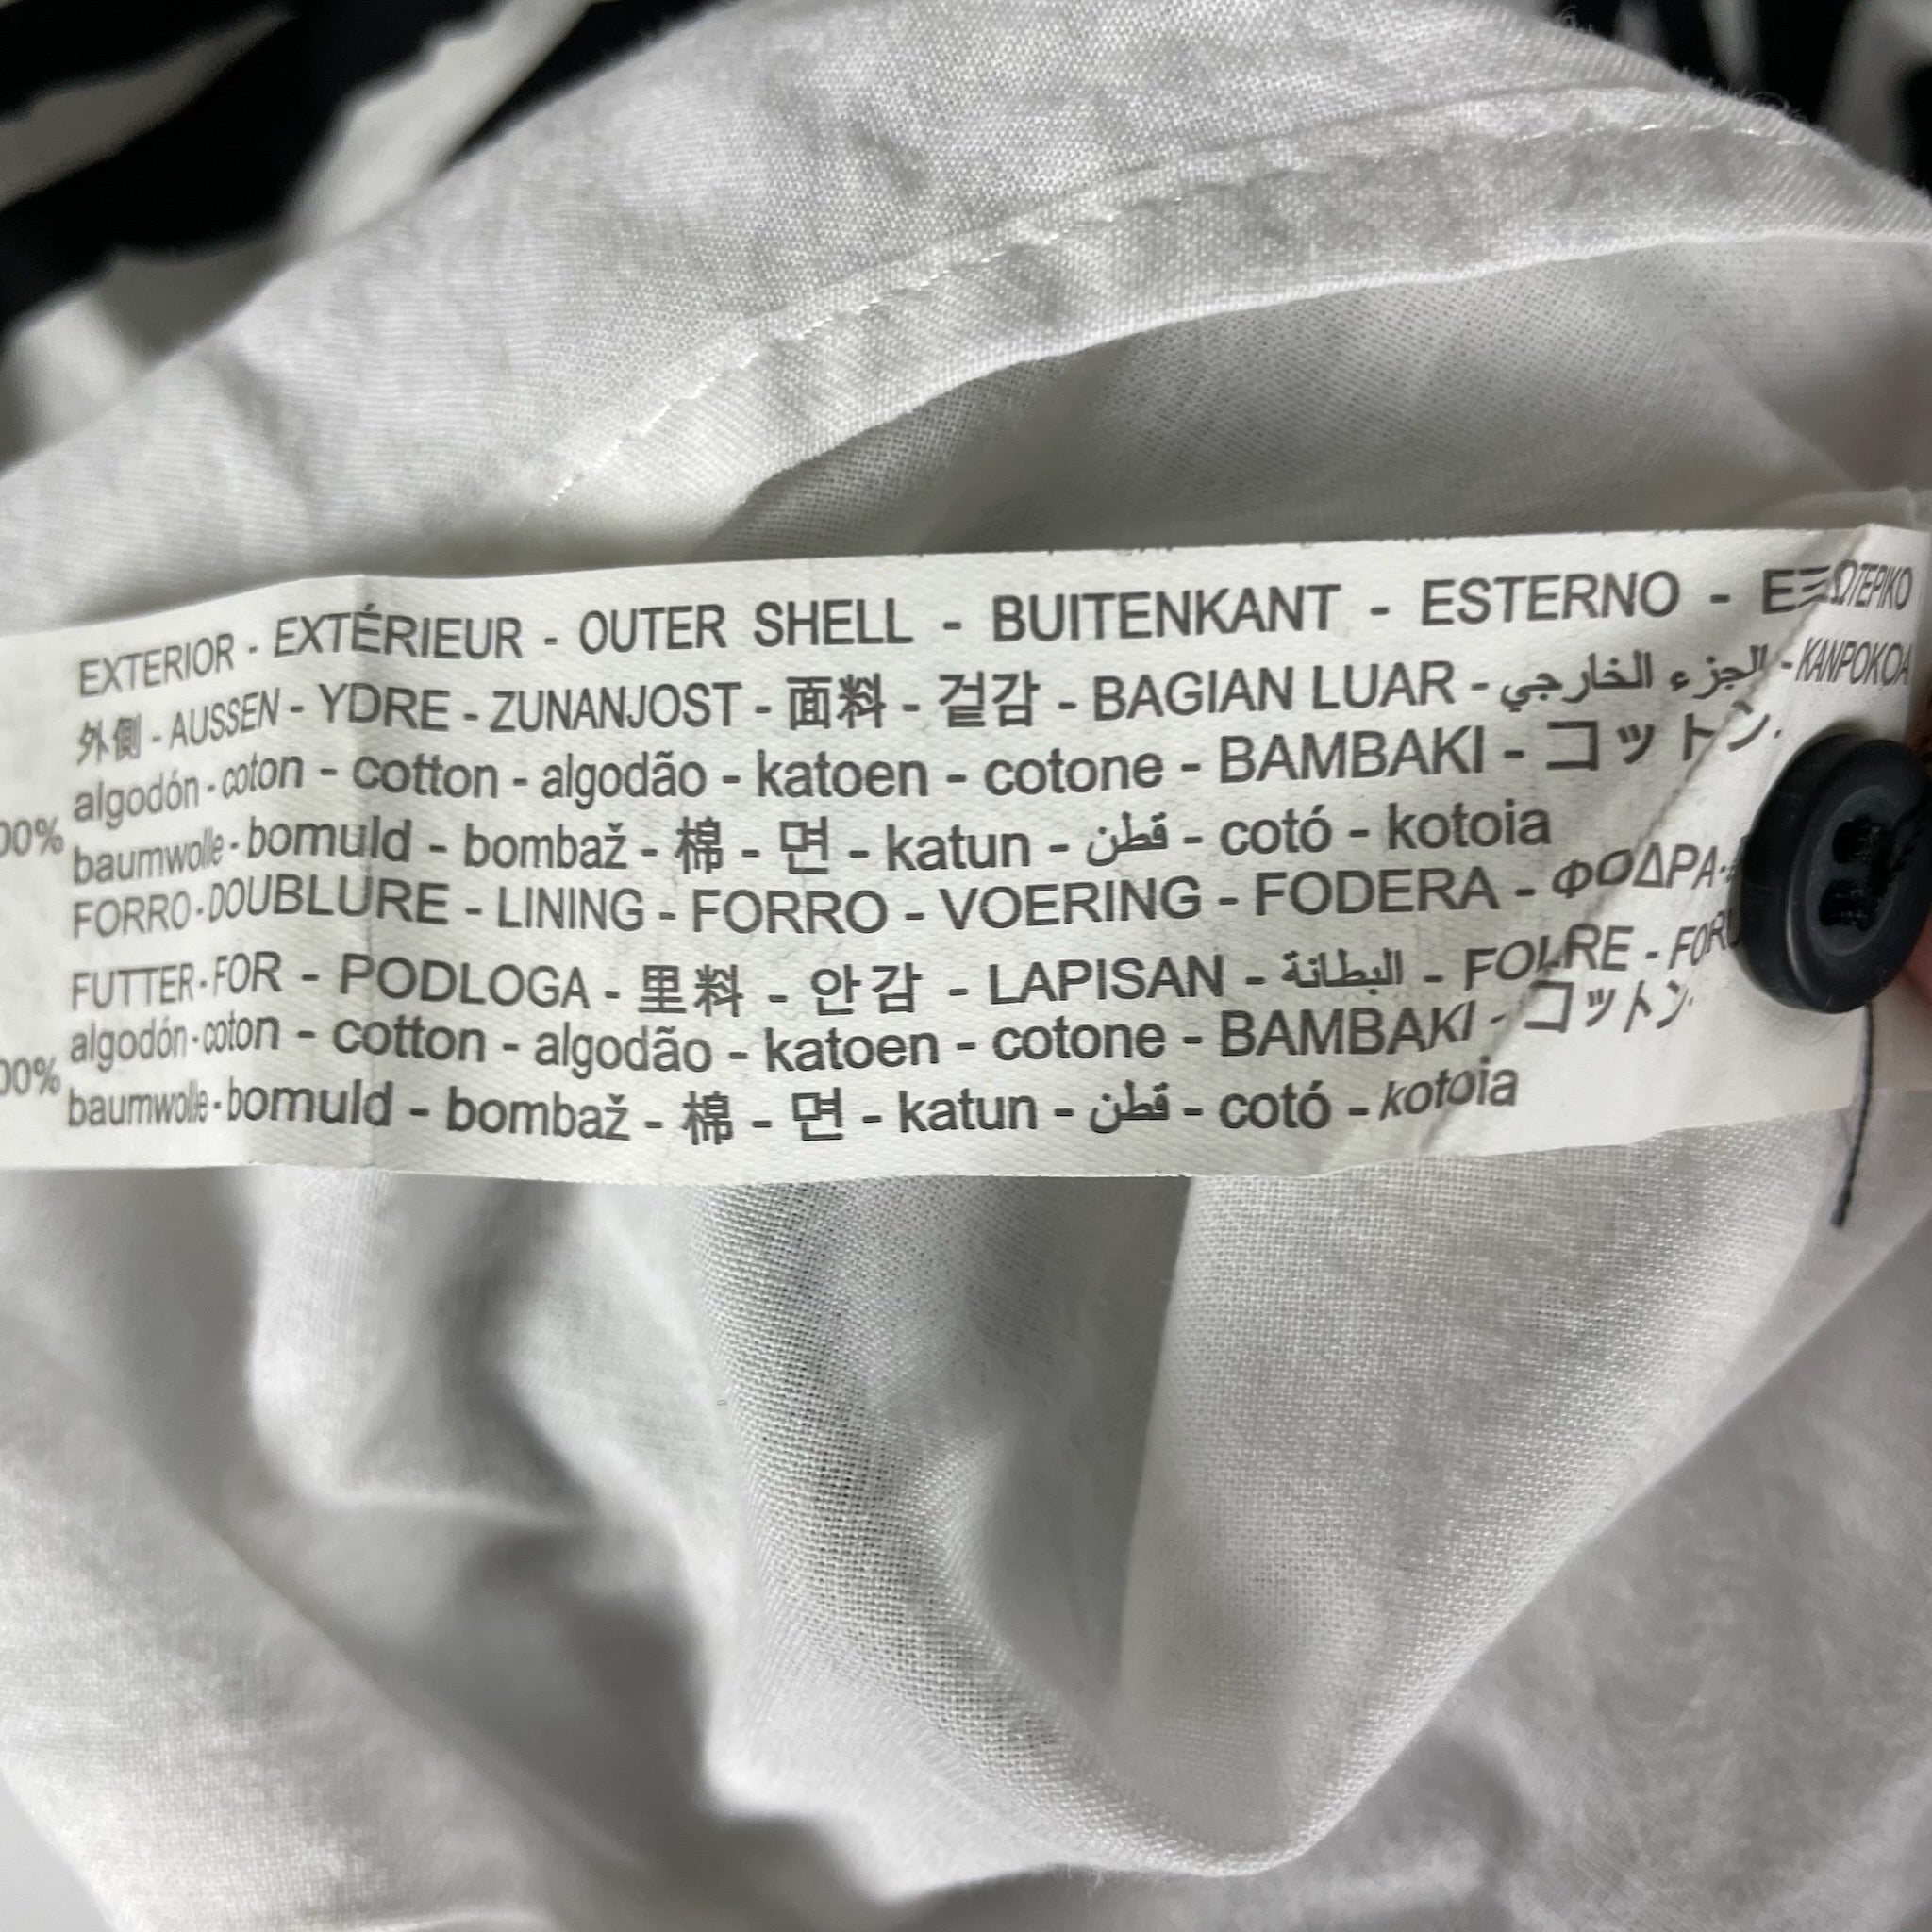 EXTERIOR - EXTÉRIEUR - OUTER SHELL - BUITENKANT - ESTERNO - ΕΞΩΤΕΡΙΚΟ
外側 - AUSSEN - YDRE - ZUNANJOST - 面料 - 겉감 - BAGIAN LUAR - الجزء الخارجي - KANPOKOA
algodón - coton - cotton - algodão - katoen - cotone - BAMBAKI - コットン.
00% baumwolle - bomuld - bombaž - 棉 - 면 - katun - قطن - cotó - kotoia
FORRO - DOUBLURE - LINING - FORRO - VOERING - FODERA - ΦΟΔΡΑ -
FUTTER - FOR - PODLOGA - 里料 - 안감 - LAPISAN - البطانة - FOLRE - FOR
algodón - coton - cotton - algodão - katoen - cotone - BAMBAKI - コットン.
00% baumwolle - bomuld - bombaž - 棉 - 면 - katun - قطن - cotó - kotoia